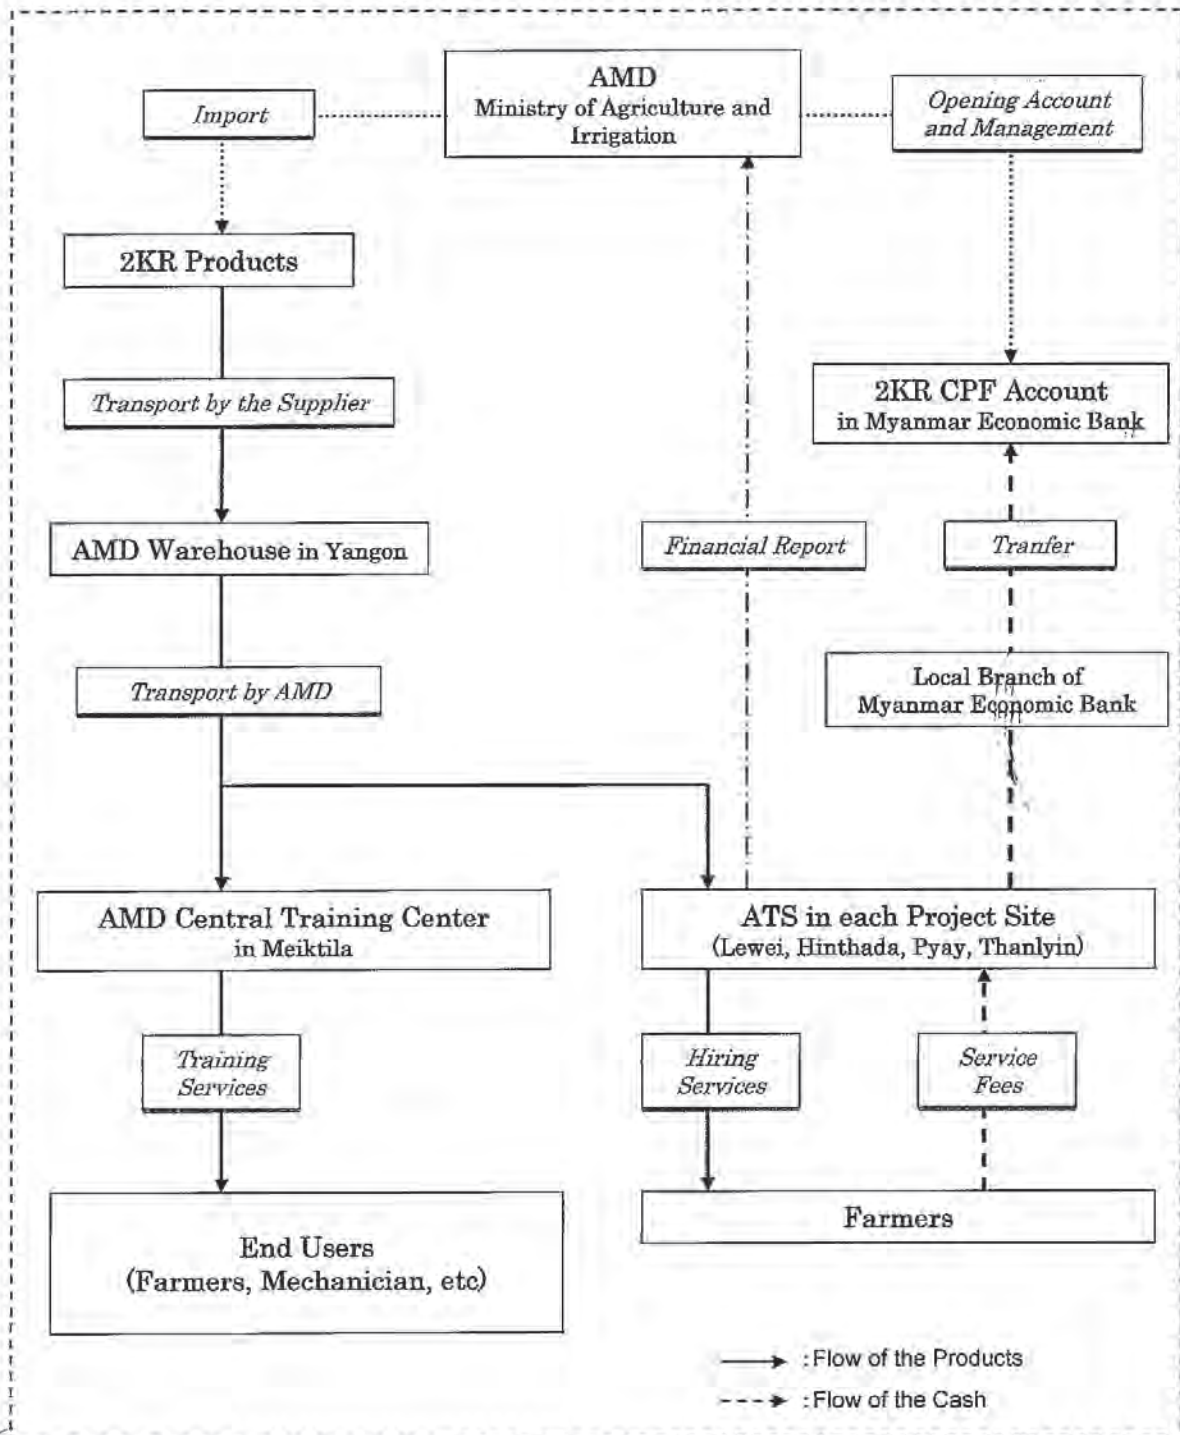 AMD
Ministry of Agriculture and
Irrigation
Import
Opening Account
and Management
2KR Products
Transport by the Supplier
2KR CPF Account
in Myanmar Economic Bank
AMD Warehouse in Yangon
Financial Report
Tranfer
Transport by AMD
Local Branch of
Myanmar Economic Bank
AMD Central Training Center
in Meiktila
ATS in each Project Site
(Lewei, Hinthada, Pyay, Thanlyin)
Training
Services
Hiring
Services
Service
Fees
End Users
(Farmers, Mechanician, etc)
Farmers
: Flow of the Products
: Flow of the Cash